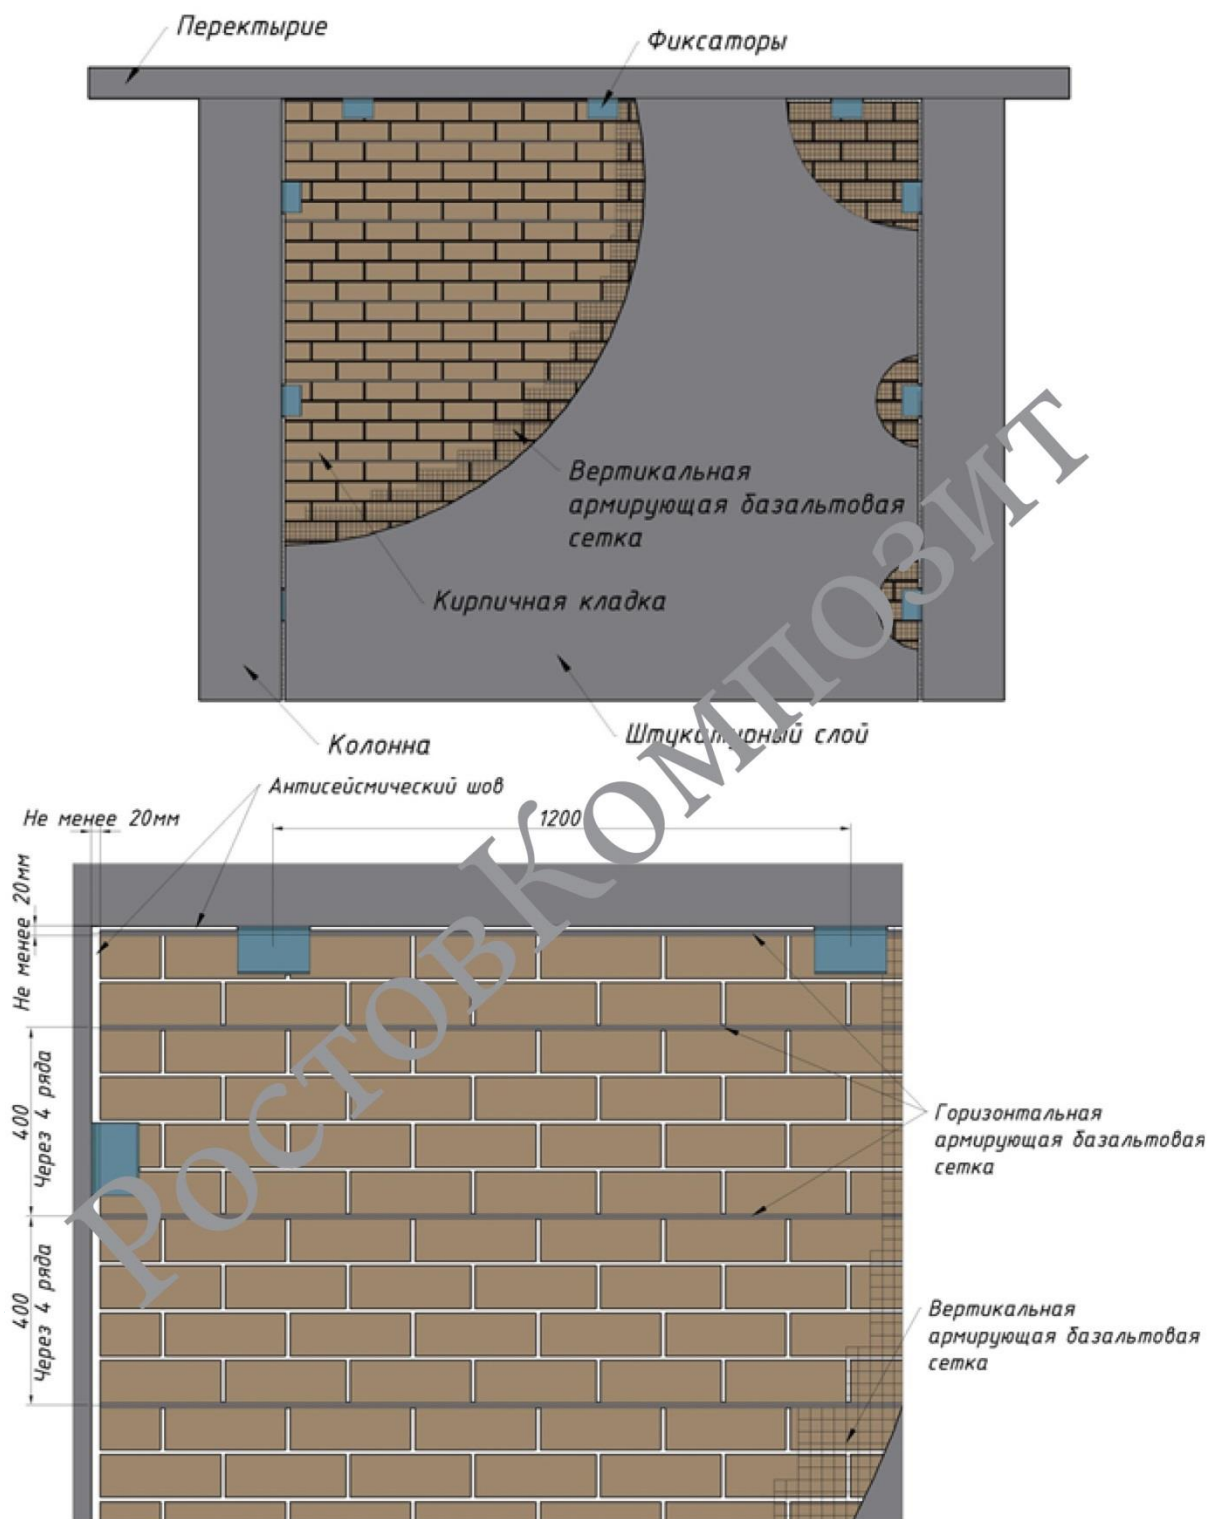 Перектырие
Фиксаторы
Вертикальная
армирующая базальтовая
сетка
Кирпичная кладка
Колонна
Штукатурный слой
Антисейсмический шов
Не менее 20мм
1200
Не менее 20мм
400
Через 4 ряда
400
Через 4 ряда
Горизонтальная
армирующая базальтовая
сетка
Вертикальная
армирующая базальтовая
сетка
РОСТОВКОМПОЗИТ